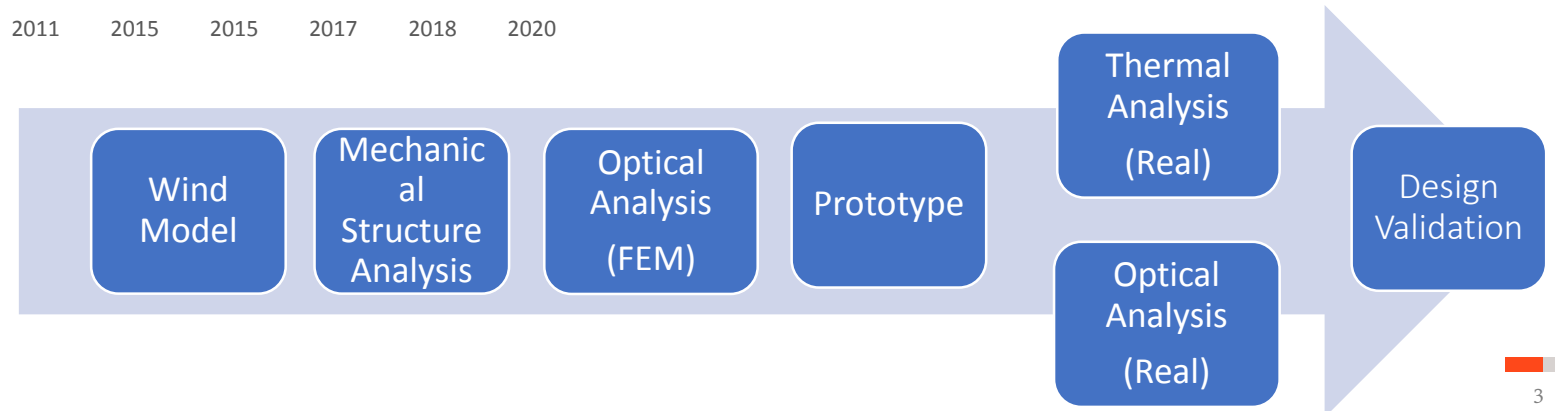 2011 2015 2015 2017 2018 2020
Wind
Model
Mechanic
al
Structure
Analysis
Optical
Analysis
(FEM)
Prototype
Thermal
Analysis
(Real)
Optical
Analysis
(Real)
Design
Validation
3